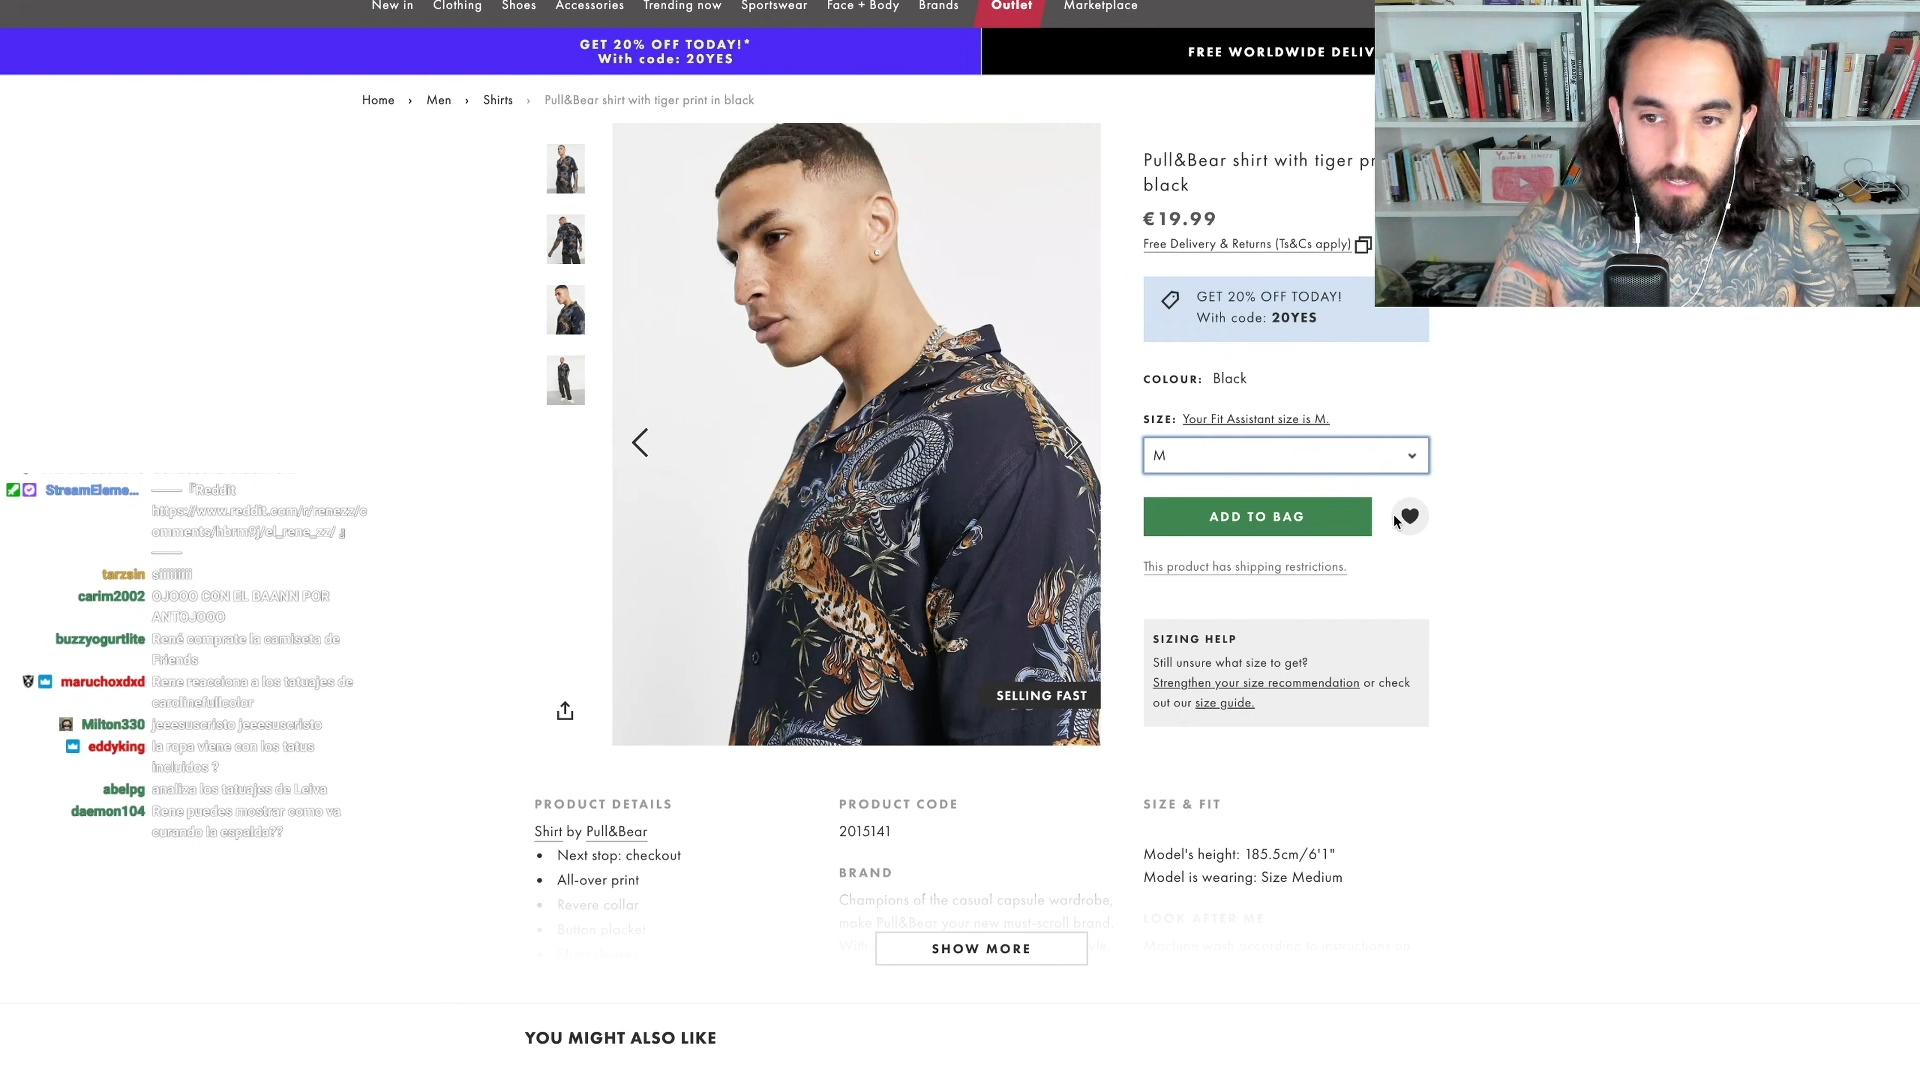 New in Clothing Shoes Accessories Trending now Sportswear Face + Body Brands Outlet Marketplace
GET 20% OFF TODAY!*
With code: 20YES
FREE WORLDWIDE DELIV
Home › Men › Shirts › Pull&Bear shirt with tiger print in black
Pull&Bear shirt with tiger pr
black
€19.99
Free Delivery & Returns (Ts&Cs apply)
GET 20% OFF TODAY!
With code: 20YES
COLOUR: Black
SIZE: Your Fit Assistant size is M.
M
ADD TO BAG
This product has shipping restrictions.
SIZING HELP
Still unsure what size to get?
Strengthen your size recommendation or check
out our size guide.
SELLING FAST
StreamEleme... 『Reddit
https://www.reddit.com/r/renezz/c
omments/hbrm9j/el_rene_zz/ 』
tarzsin siiiiiiiii
carim2002 OJOOO CON EL BAANN POR
ANTOJOOO
buzzyogurtlite René comprate la camiseta de
Friends
maruchoxdxd Rene reacciona a los tatuajes de
carolinefullcolor
Milton330 jeeesuscristo jeeesuscristo
eddyking la ropa viene con los tatus
incluidos ?
abelpg analiza los tatuajes de Leiva
daemon104 Rene puedes mostrar como va
curando la espalda??
PRODUCT DETAILS
Shirt by Pull&Bear
• Next stop: checkout
• All-over print
• Revere collar
• Button placket
PRODUCT CODE
2015141
BRAND
Champions of the casual capsule wardrobe,
make Pull&Bear your new must-scroll brand.
With
SHOW MORE
SIZE & FIT
Model's height: 185.5cm/6'1"
Model is wearing: Size Medium
LOOK AFTER ME
Machine wash according to instructions on
YOU MIGHT ALSO LIKE